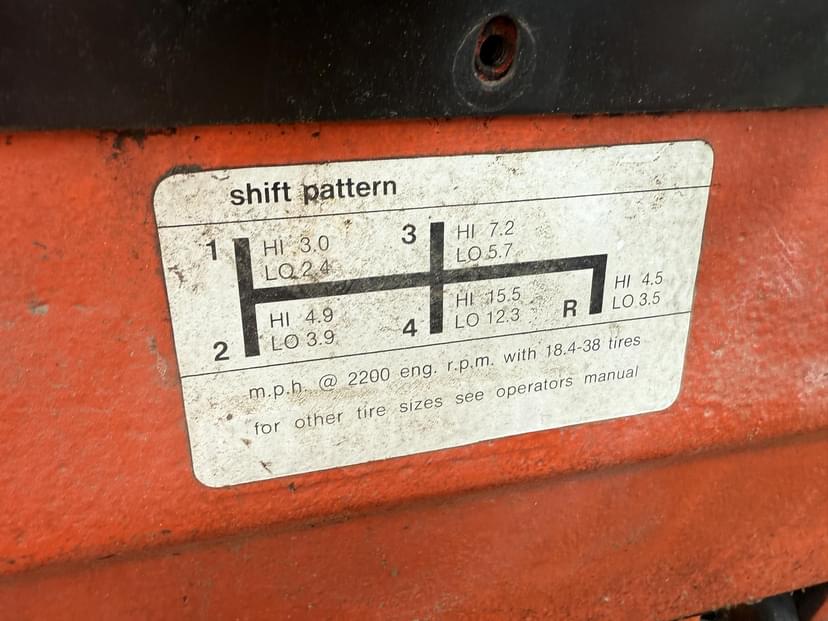 shift pattern
1 HI 3.0 3 HI 7.2
LO 2.4 LO 5.7
HI 4.9 HI 15.5 R HI 4.5
2 LO 3.9 4 LO 12.3 LO 3.5
m.p.h. @ 2200 eng. r.p.m. with 18.4-38 tires
for other tire sizes see operators manual